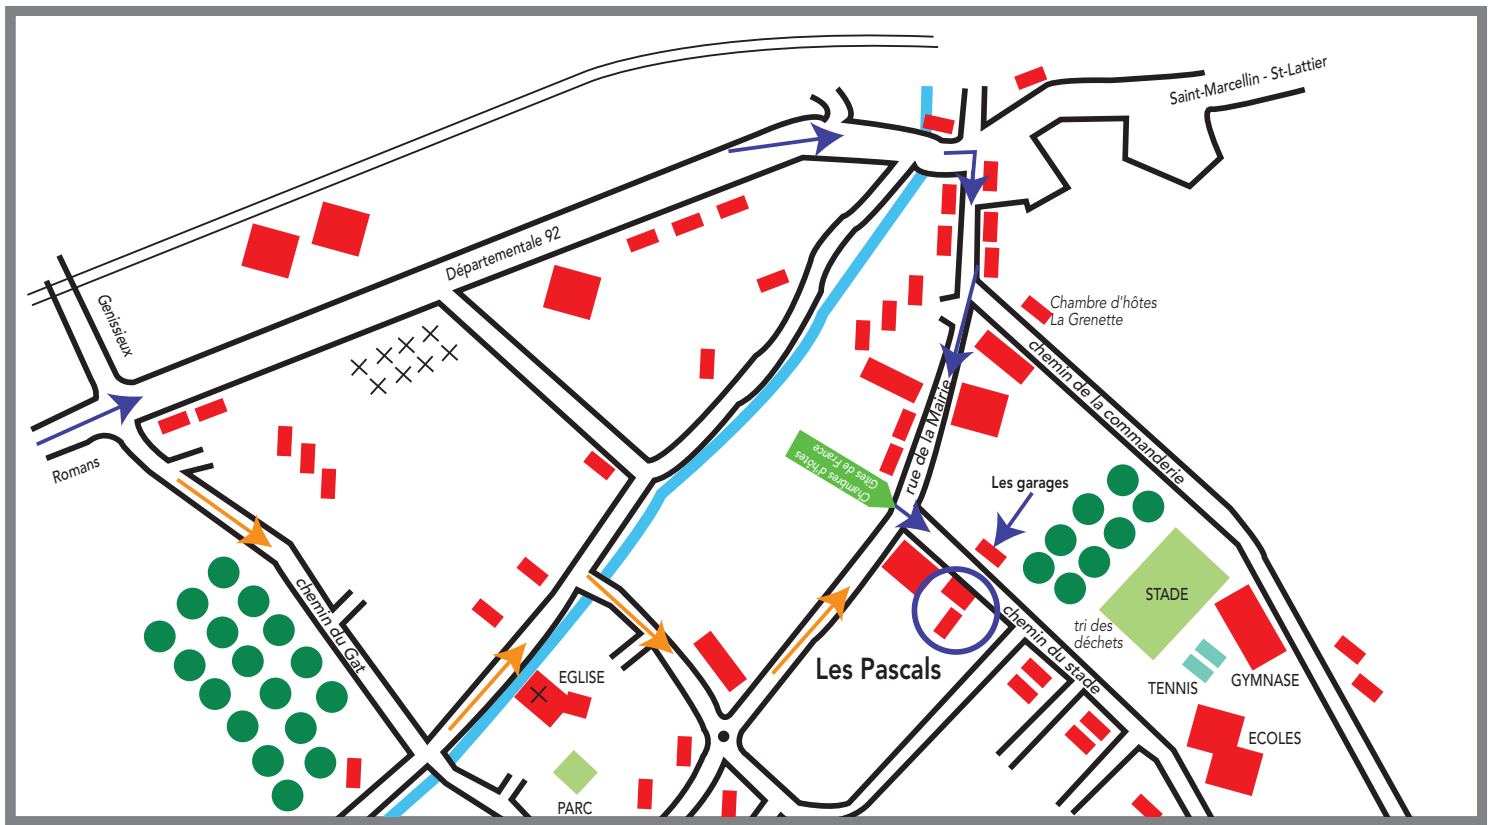 Saint-Marcellin - St-Lattier
Départementale 92
Genissieux
Chambre d'hôtes
La Grenette
chemin de la commanderie
rue de la Mairie
Romans
Chambres d'hôtes
Gîtes de France
Les garages
chemin du Gat
STADE
tri des
déchets
chemin du stade
Les Pascals
EGLISE
TENNIS
GYMNASE
ECOLES
PARC